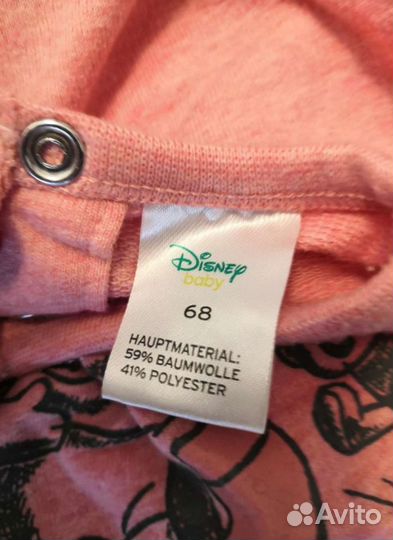 Disney
baby
68
HAUPTMATERIAL:
59% BAUMWOLLE
41% POLYESTER
Avito